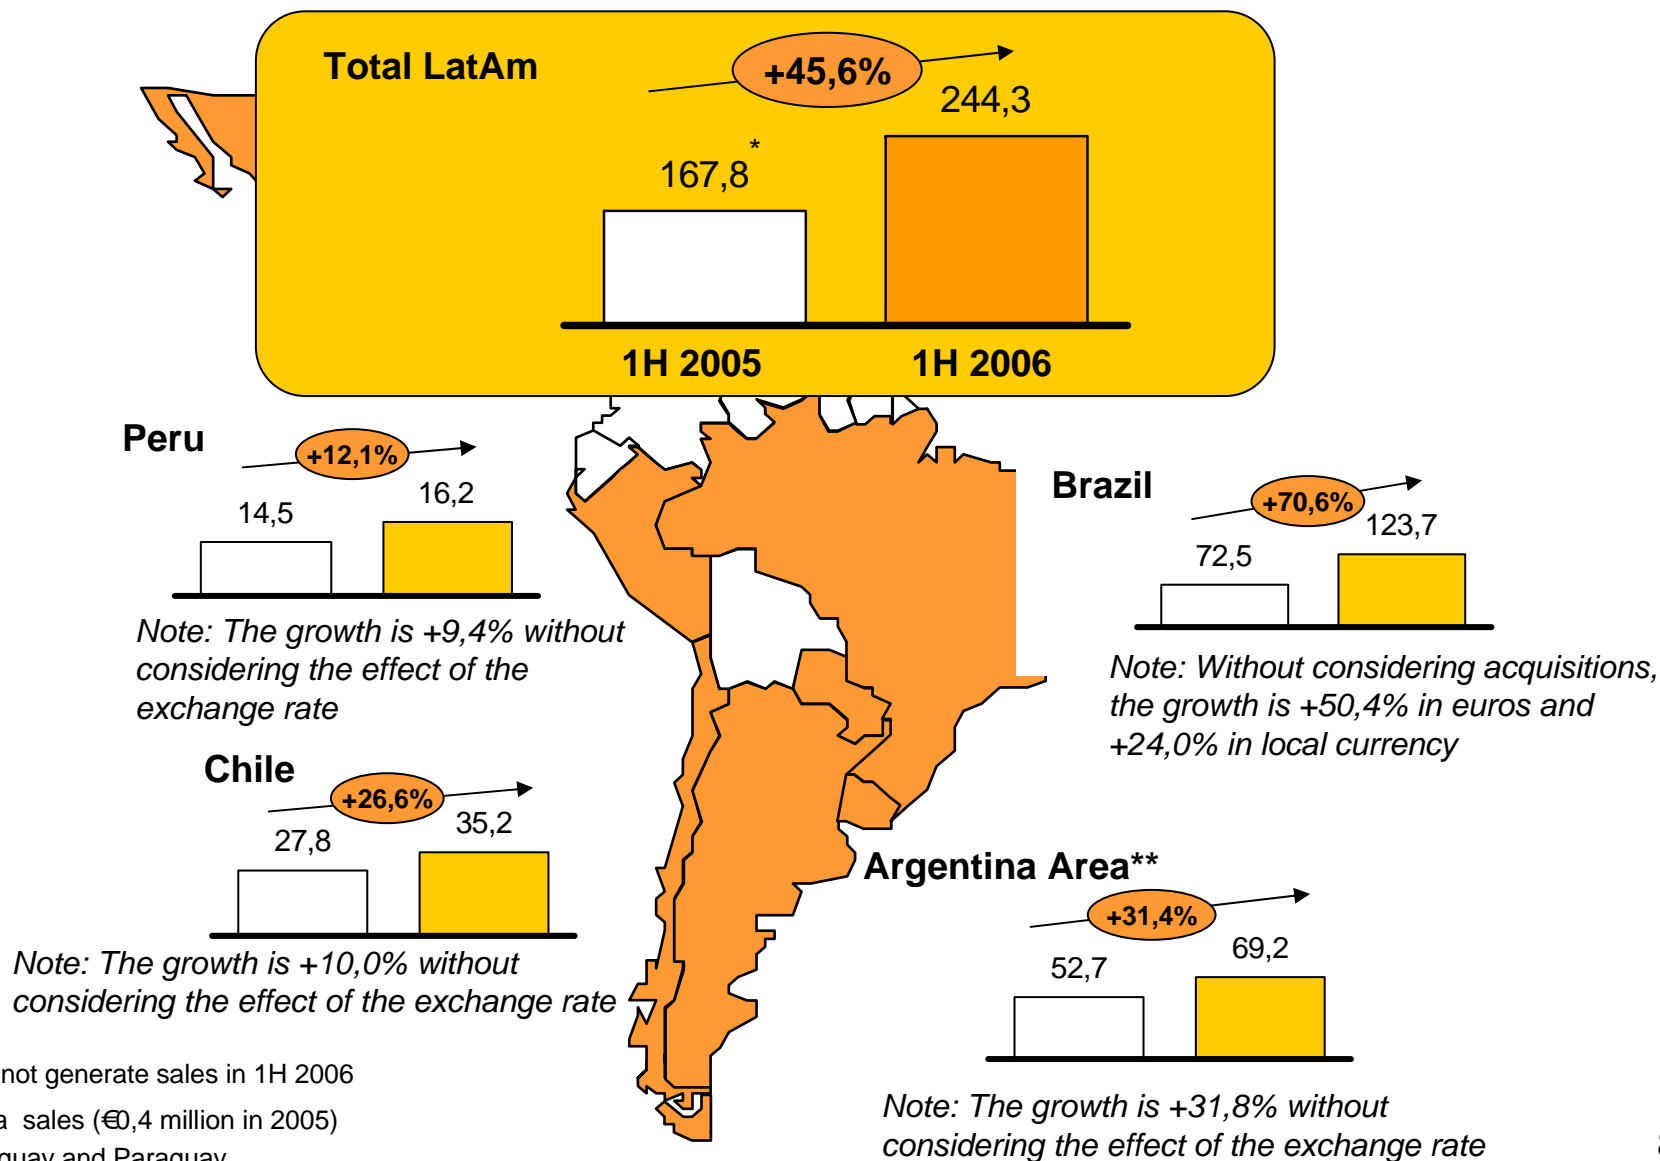 Total LatAm
+45,6%
244,3
167,8*
1H 2005
1H 2006
Peru
+12,1%
14,5
16,2
Note: The growth is +9,4% without
considering the effect of the
exchange rate
Brazil
+70,6%
72,5
123,7
Note: Without considering acquisitions,
the growth is +50,4% in euros and
+24,0% in local currency
Chile
+26,6%
27,8
35,2
Note: The growth is +10,0% without
considering the effect of the exchange rate
Argentina Area**
+31,4%
52,7
69,2
Note: The growth is +31,8% without
considering the effect of the exchange rate
not generate sales in 1H 2006
sales (€0,4 million in 2005)
and Paraguay